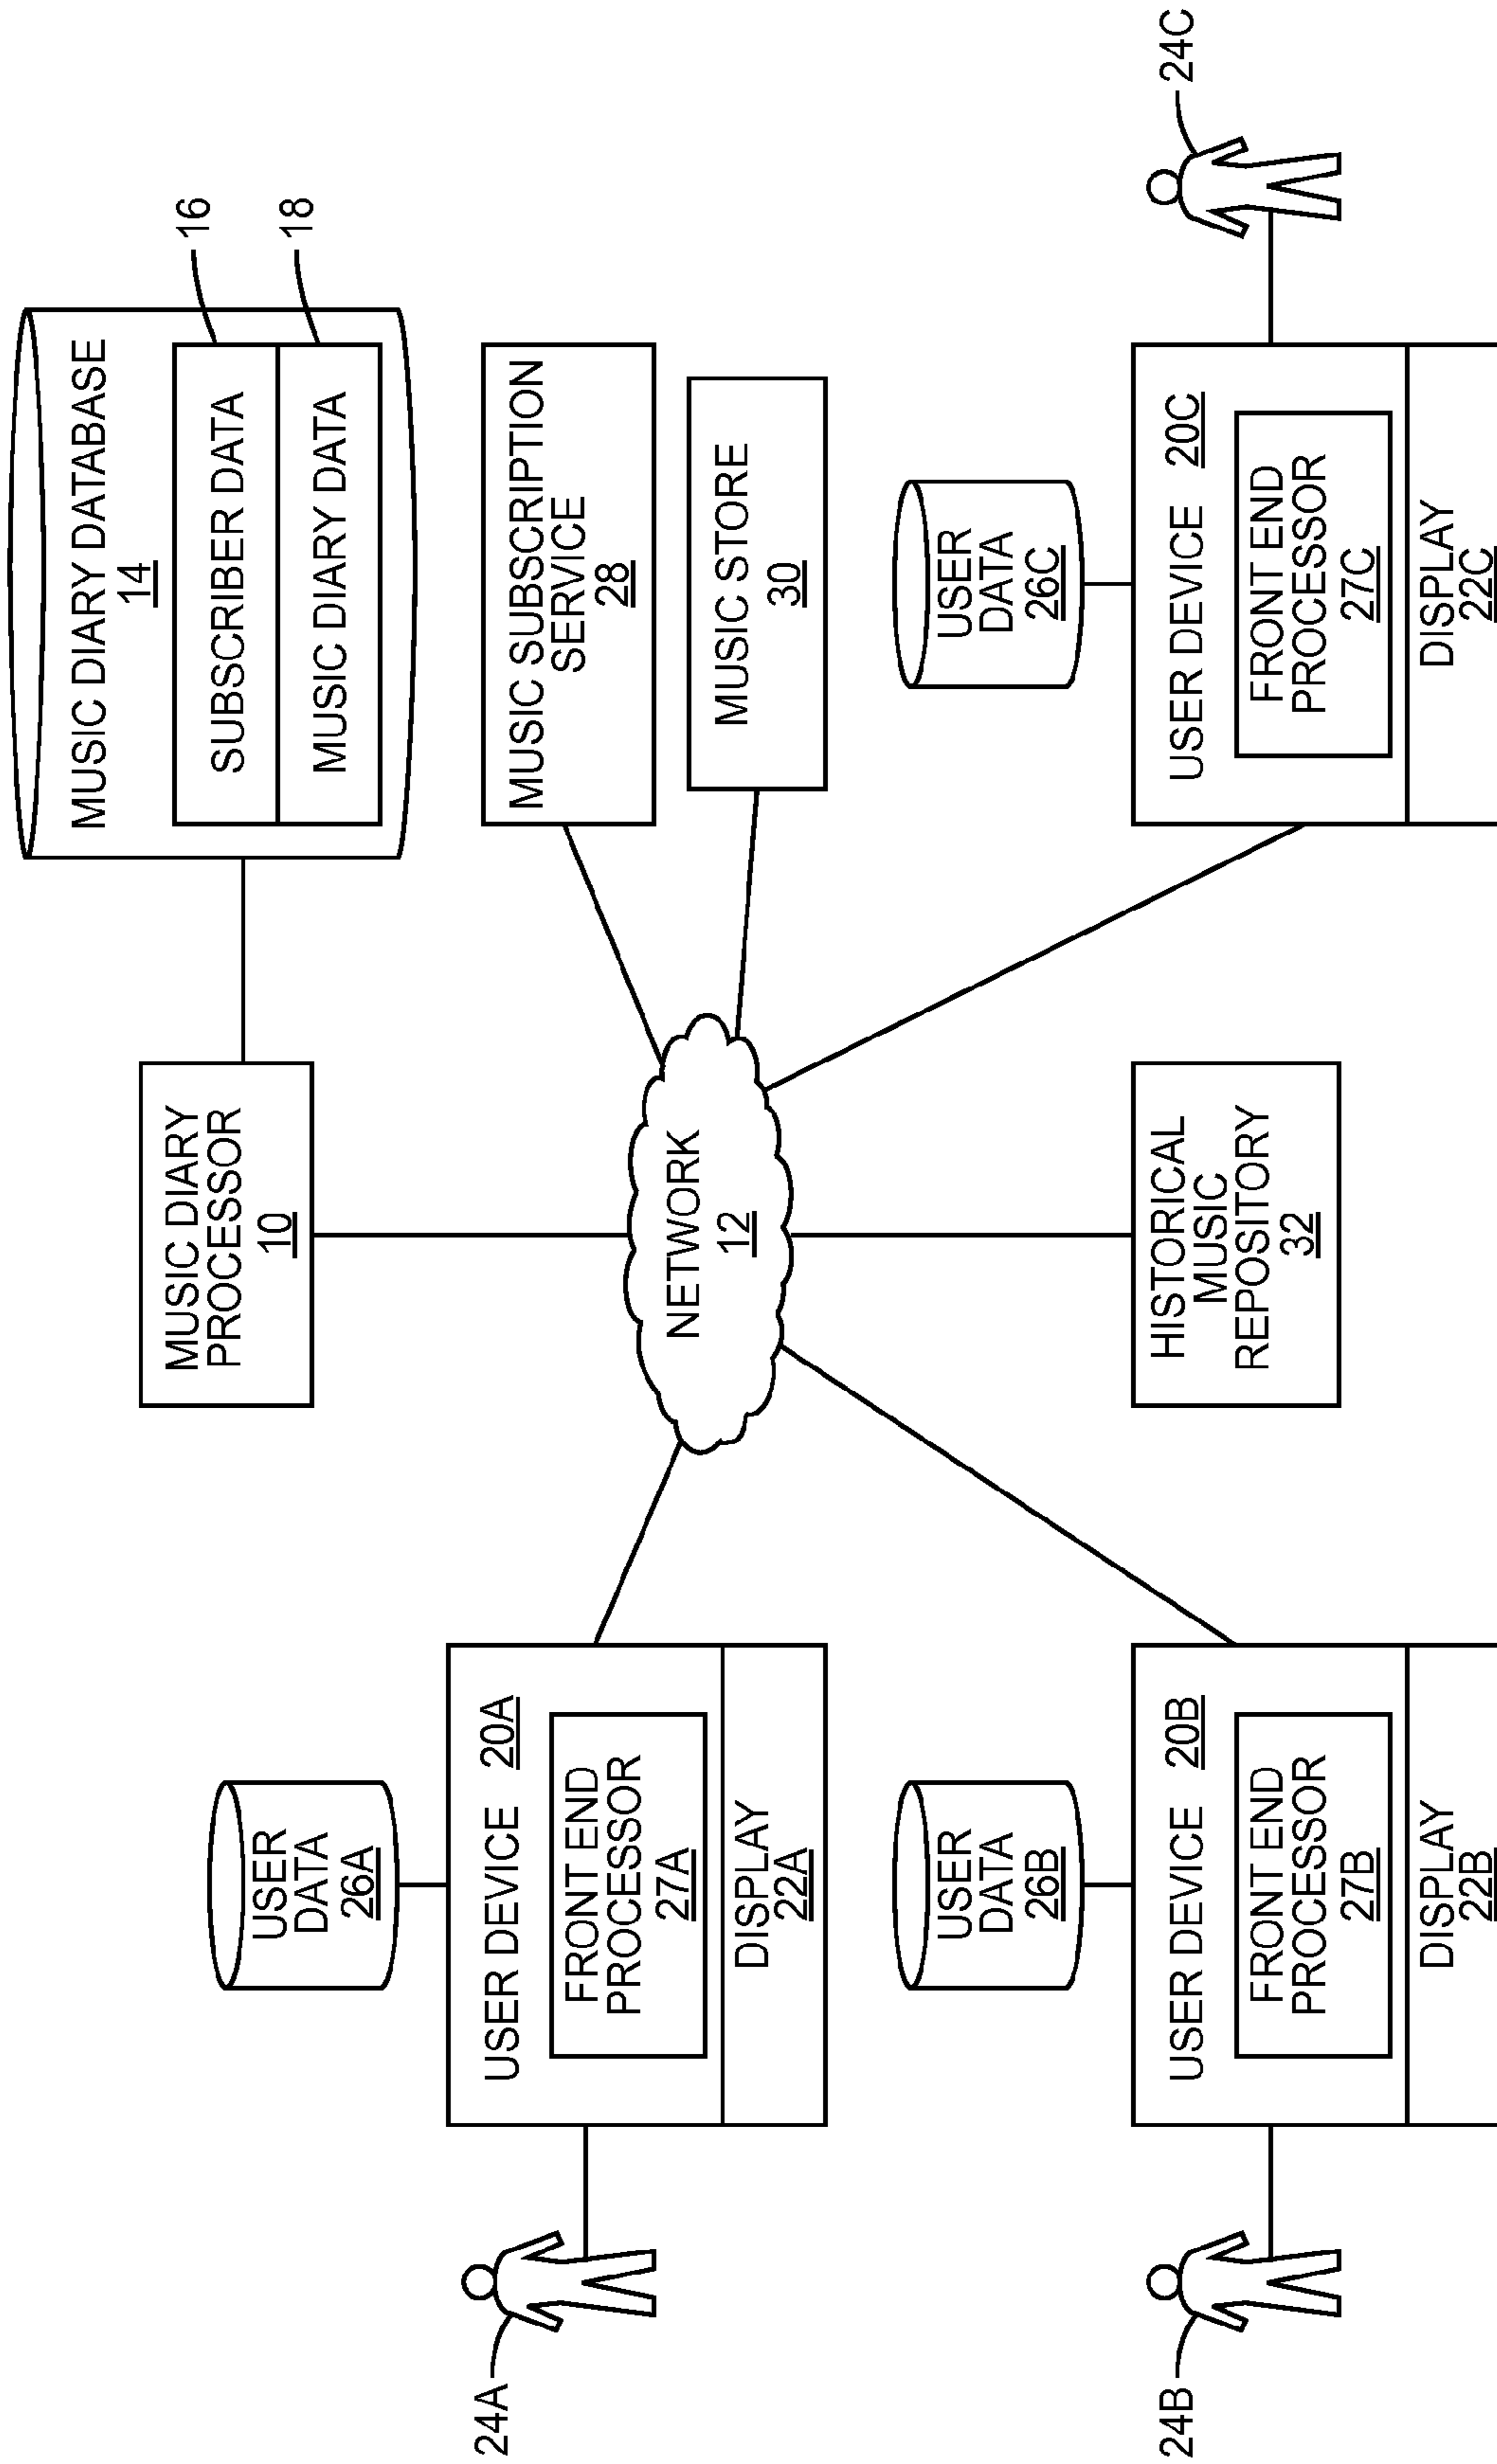 MUSIC DIARY
PROCESSOR
10
MUSIC DIARY DATABASE
14
SUBSCRIBER DATA
MUSIC DIARY DATA
16
18
USER
DATA
26A
24A
USER DEVICE 20A
FRONT END
PROCESSOR
27A
DISPLAY
22A
NETWORK
12
MUSIC SUBSCRIPTION
SERVICE
28
MUSIC STORE
30
USER
DATA
26B
24B
USER DEVICE 20B
FRONT END
PROCESSOR
27B
DISPLAY
22B
HISTORICAL
MUSIC
REPOSITORY
32
USER
DATA
26C
USER DEVICE 20C
FRONT END
PROCESSOR
27C
DISPLAY
22C
24C